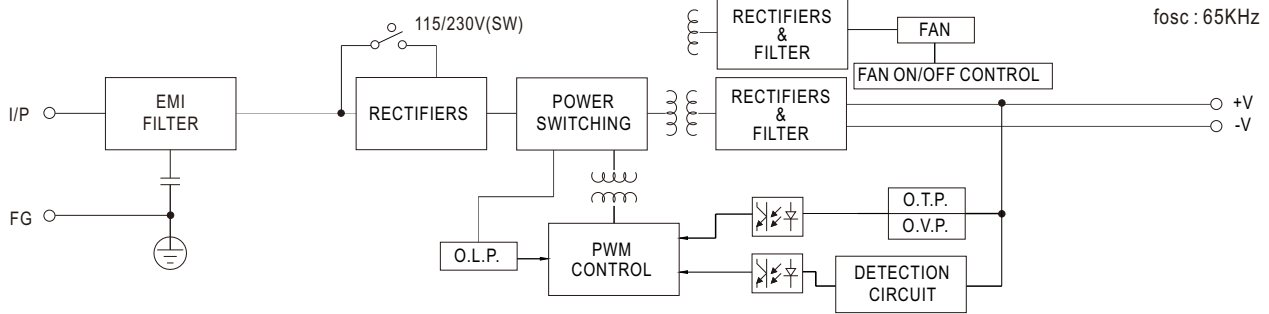 115/230V(SW)
RECTIFIERS
&
FILTER
FAN
fosc : 65KHz
FAN ON/OFF CONTROL
I/P
EMI
FILTER
RECTIFIERS
POWER
SWITCHING
RECTIFIERS
&
FILTER
+V
-V
FG
O.L.P.
PWM
CONTROL
O.T.P.
O.V.P.
DETECTION
CIRCUIT